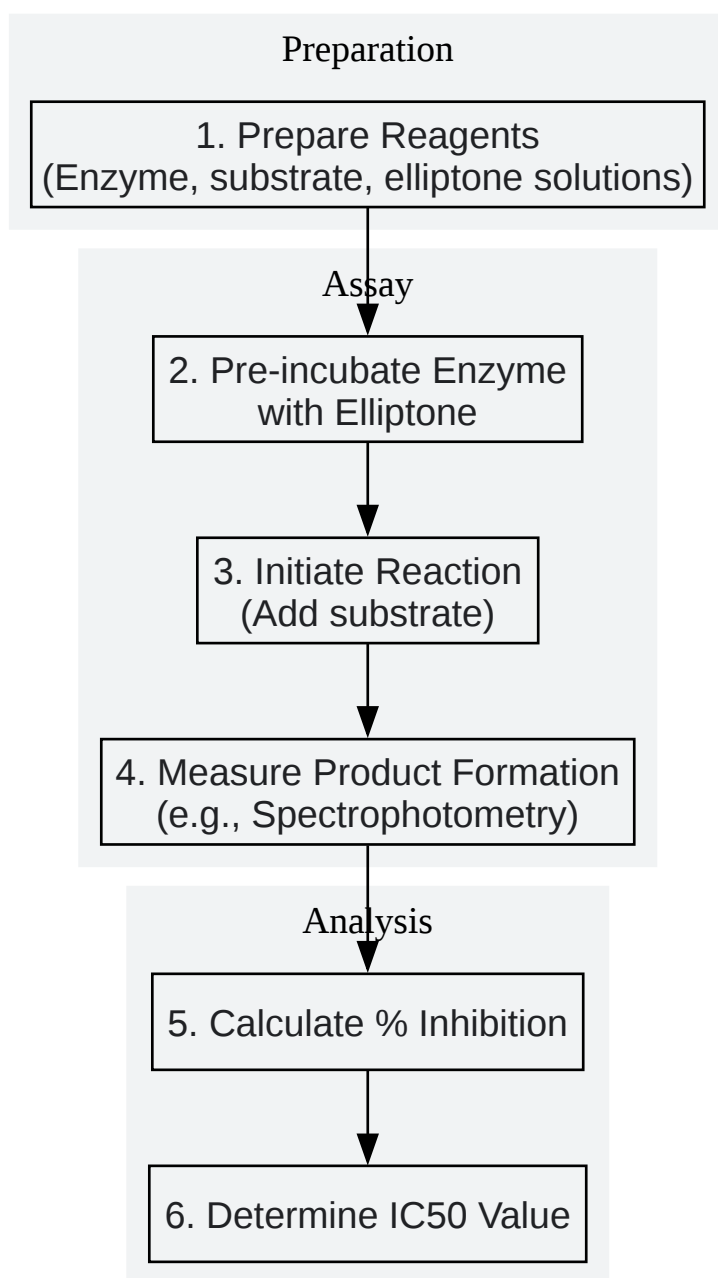 Preparation
1. Prepare Reagents
(Enzyme, substrate, elliptone solutions)
Assay
2. Pre-incubate Enzyme
with Elliptone
3. Initiate Reaction
(Add substrate)
4. Measure Product Formation
(e.g., Spectrophotometry)
Analysis
5. Calculate % Inhibition
6. Determine IC50 Value